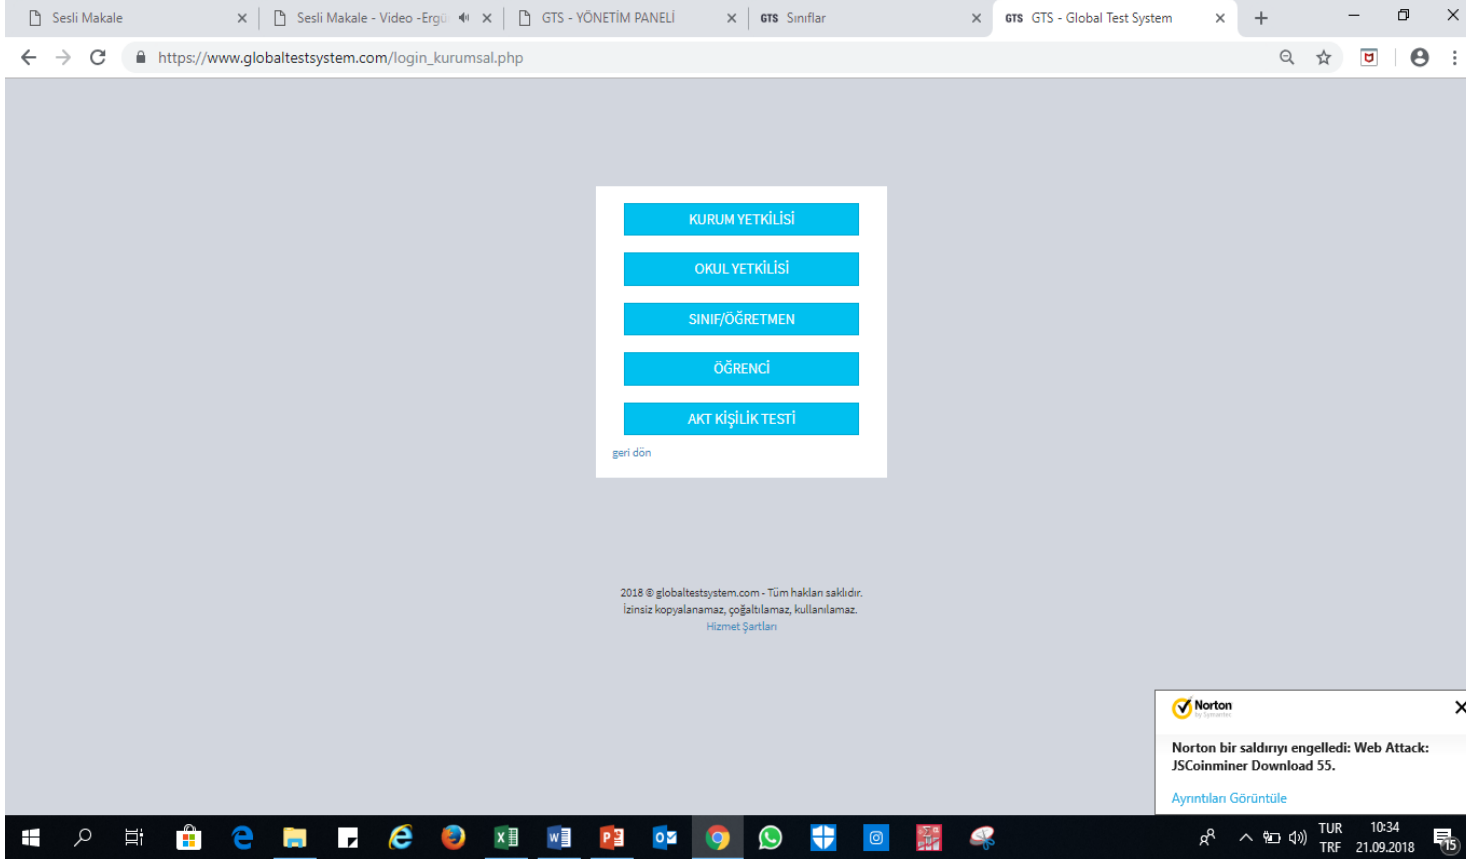 Sesli Makale
Sesli Makale - Video -Ergü
GTS - YÖNETİM PANELİ
GTS Sınıflar
GTS GTS - Global Test System
https://www.globaltestsystem.com/login_kurumsal.php
KURUM YETKİLİSİ
OKUL YETKİLİSİ
SINIF/ÖĞRETMEN
ÖĞRENCİ
AKT KİŞİLİK TESTİ
geri dön
2018 © globaltestsystem.com - Tüm hakları saklıdır.
İzinsiz kopyalanamaz, çoğaltılamaz, kullanılamaz.
Hizmet Şartları
Norton
by Symantec
Norton bir saldırıyı engelledi: Web Attack:
JSCoinminer Download 55.
Ayrıntıları Görüntüle
TUR 10:34
TRF 21.09.2018
15